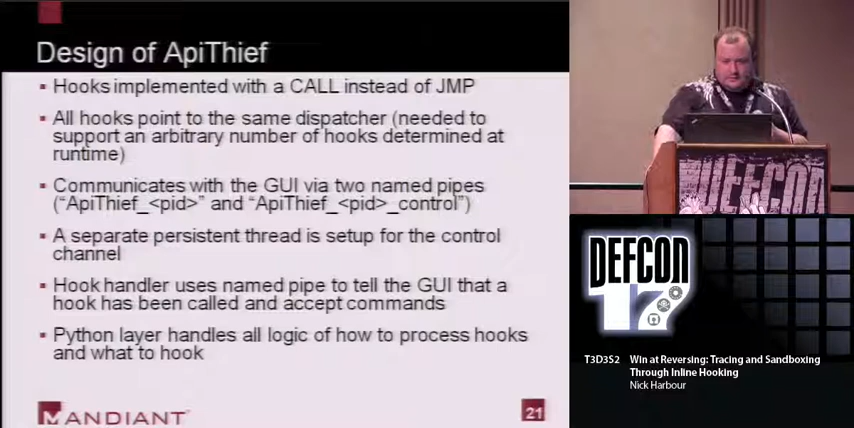 Design of ApiThief
Hooks implemented with a CALL instead of JMP
All hooks point to the same dispatcher (needed to
support an arbitrary number of hooks determined at
runtime)
Communicates with the GUI via two named pipes
("ApiThief_<pid>" and "ApiThief_<pid>_control")
A separate persistent thread is setup for the control
channel
Hook handler uses named pipe to tell the GUI that a
hook has been called and accept commands
Python layer handles all logic of how to process hooks
and what to hook
MANDIANT
21
DEFCON
DEFCON
17
T3D3S2 Win at Reversing: Tracing and Sandboxing
Through Inline Hooking
Nick Harbour